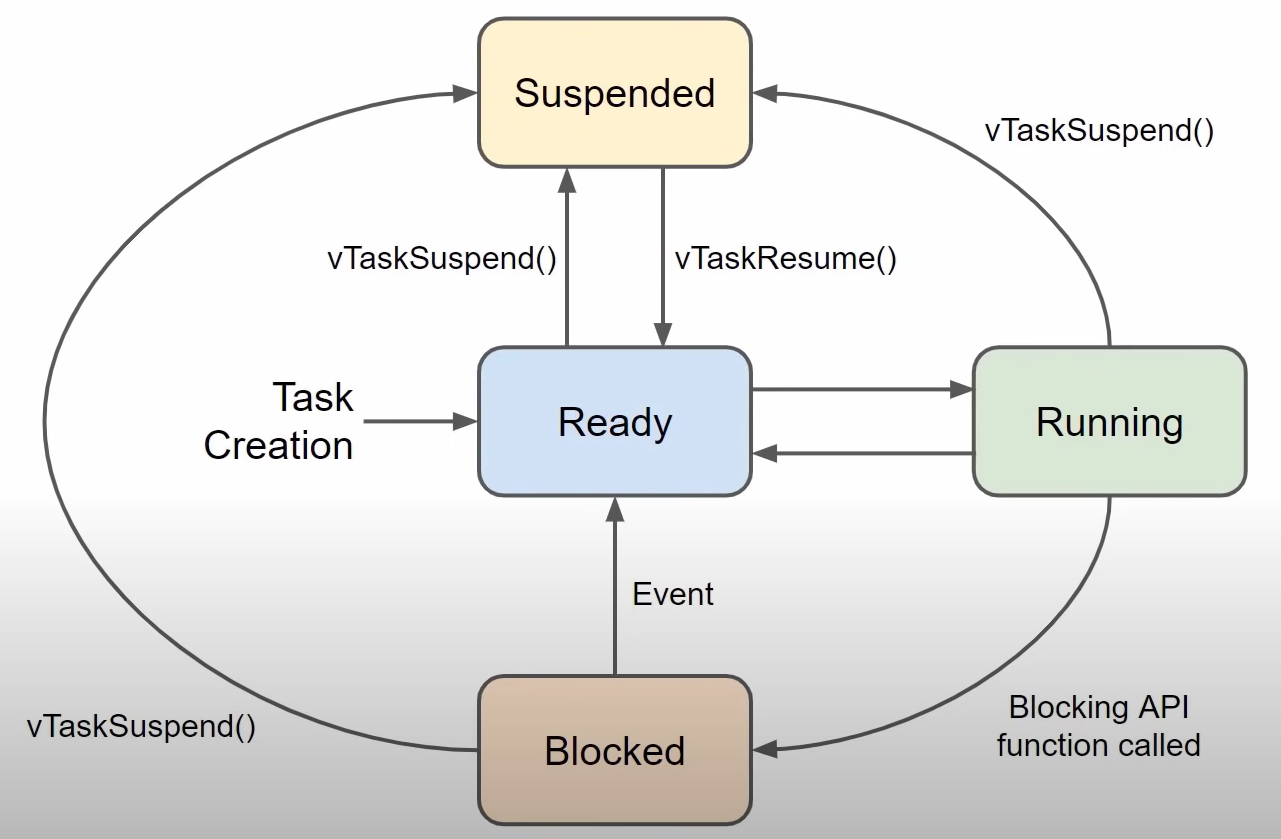 Suspended
vTaskSuspend()
vTaskSuspend()
vTaskResume()
Task
Creation
Ready
Running
Event
vTaskSuspend()
Blocked
Blocking API
function called